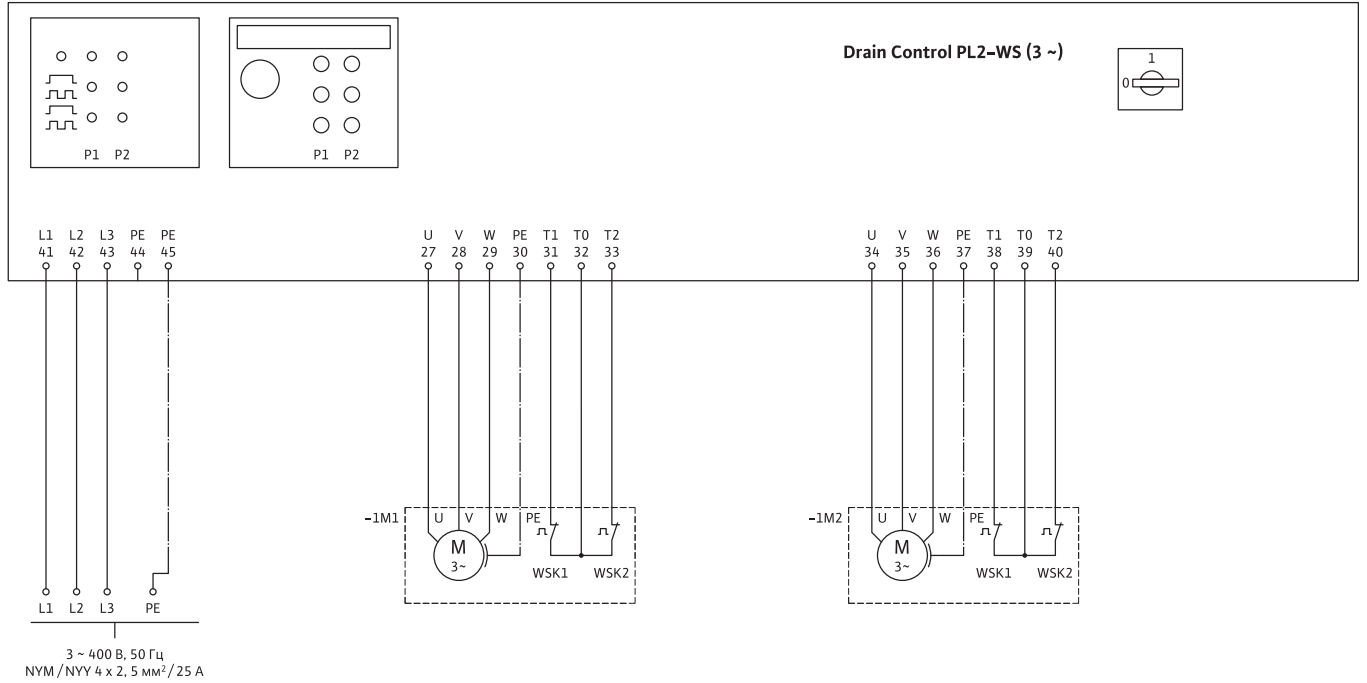 Drain Control PL2-WS (3 ~)
1
0
P1 P2
P1 P2
L1 L2 L3 PE PE
41 42 43 44 45
U V W PE T1 T0 T2
27 28 29 30 31 32 33
U V W PE T1 T0 T2
34 35 36 37 38 39 40
-1M1 U V W PE
M
3~
WSK1 WSK2
-1M2 U V W PE
M
3~
WSK1 WSK2
L1 L2 L3 PE
3 ~ 400 В, 50 Гц
NYM / NYY 4 x 2, 5 мм² / 25 A